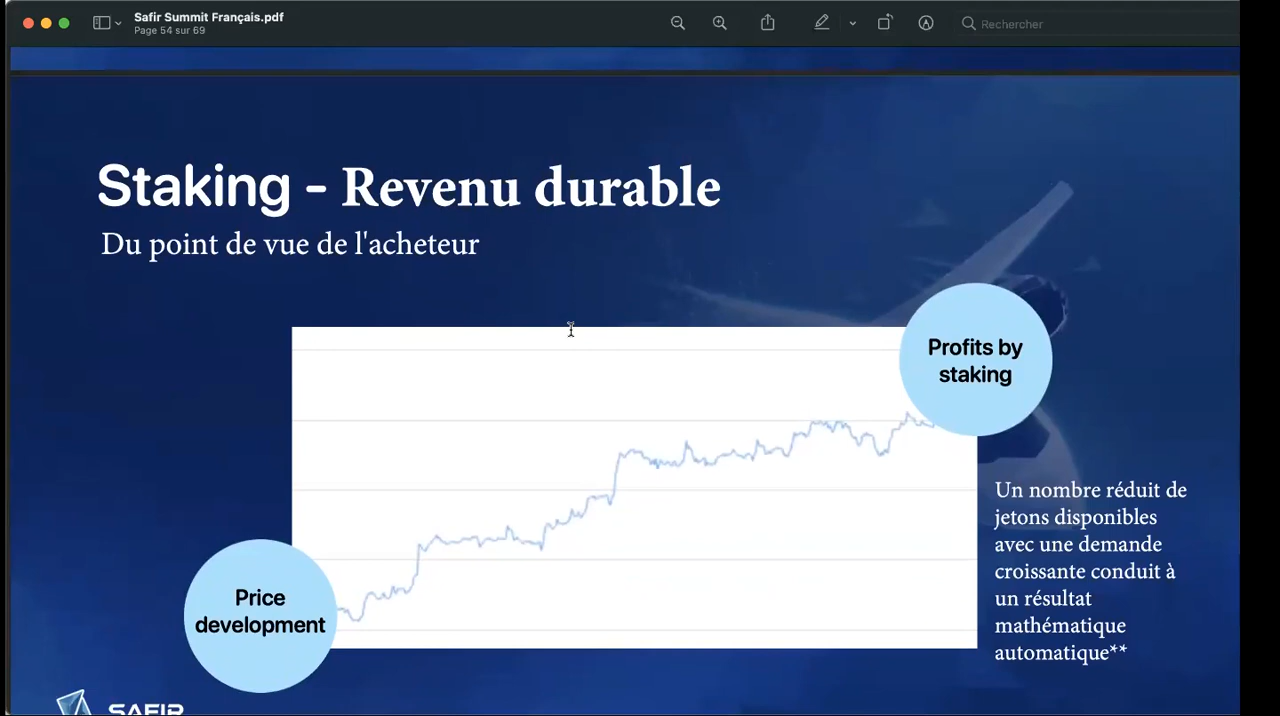 Safir Summit Français.pdf
Page 54 sur 69
Rechercher
Staking - Revenu durable
Du point de vue de l'acheteur
Profits by
staking
Un nombre réduit de
jetons disponibles
avec une demande
croissante conduit à
un résultat
mathématique
automatique**
Price
development
SAFIR